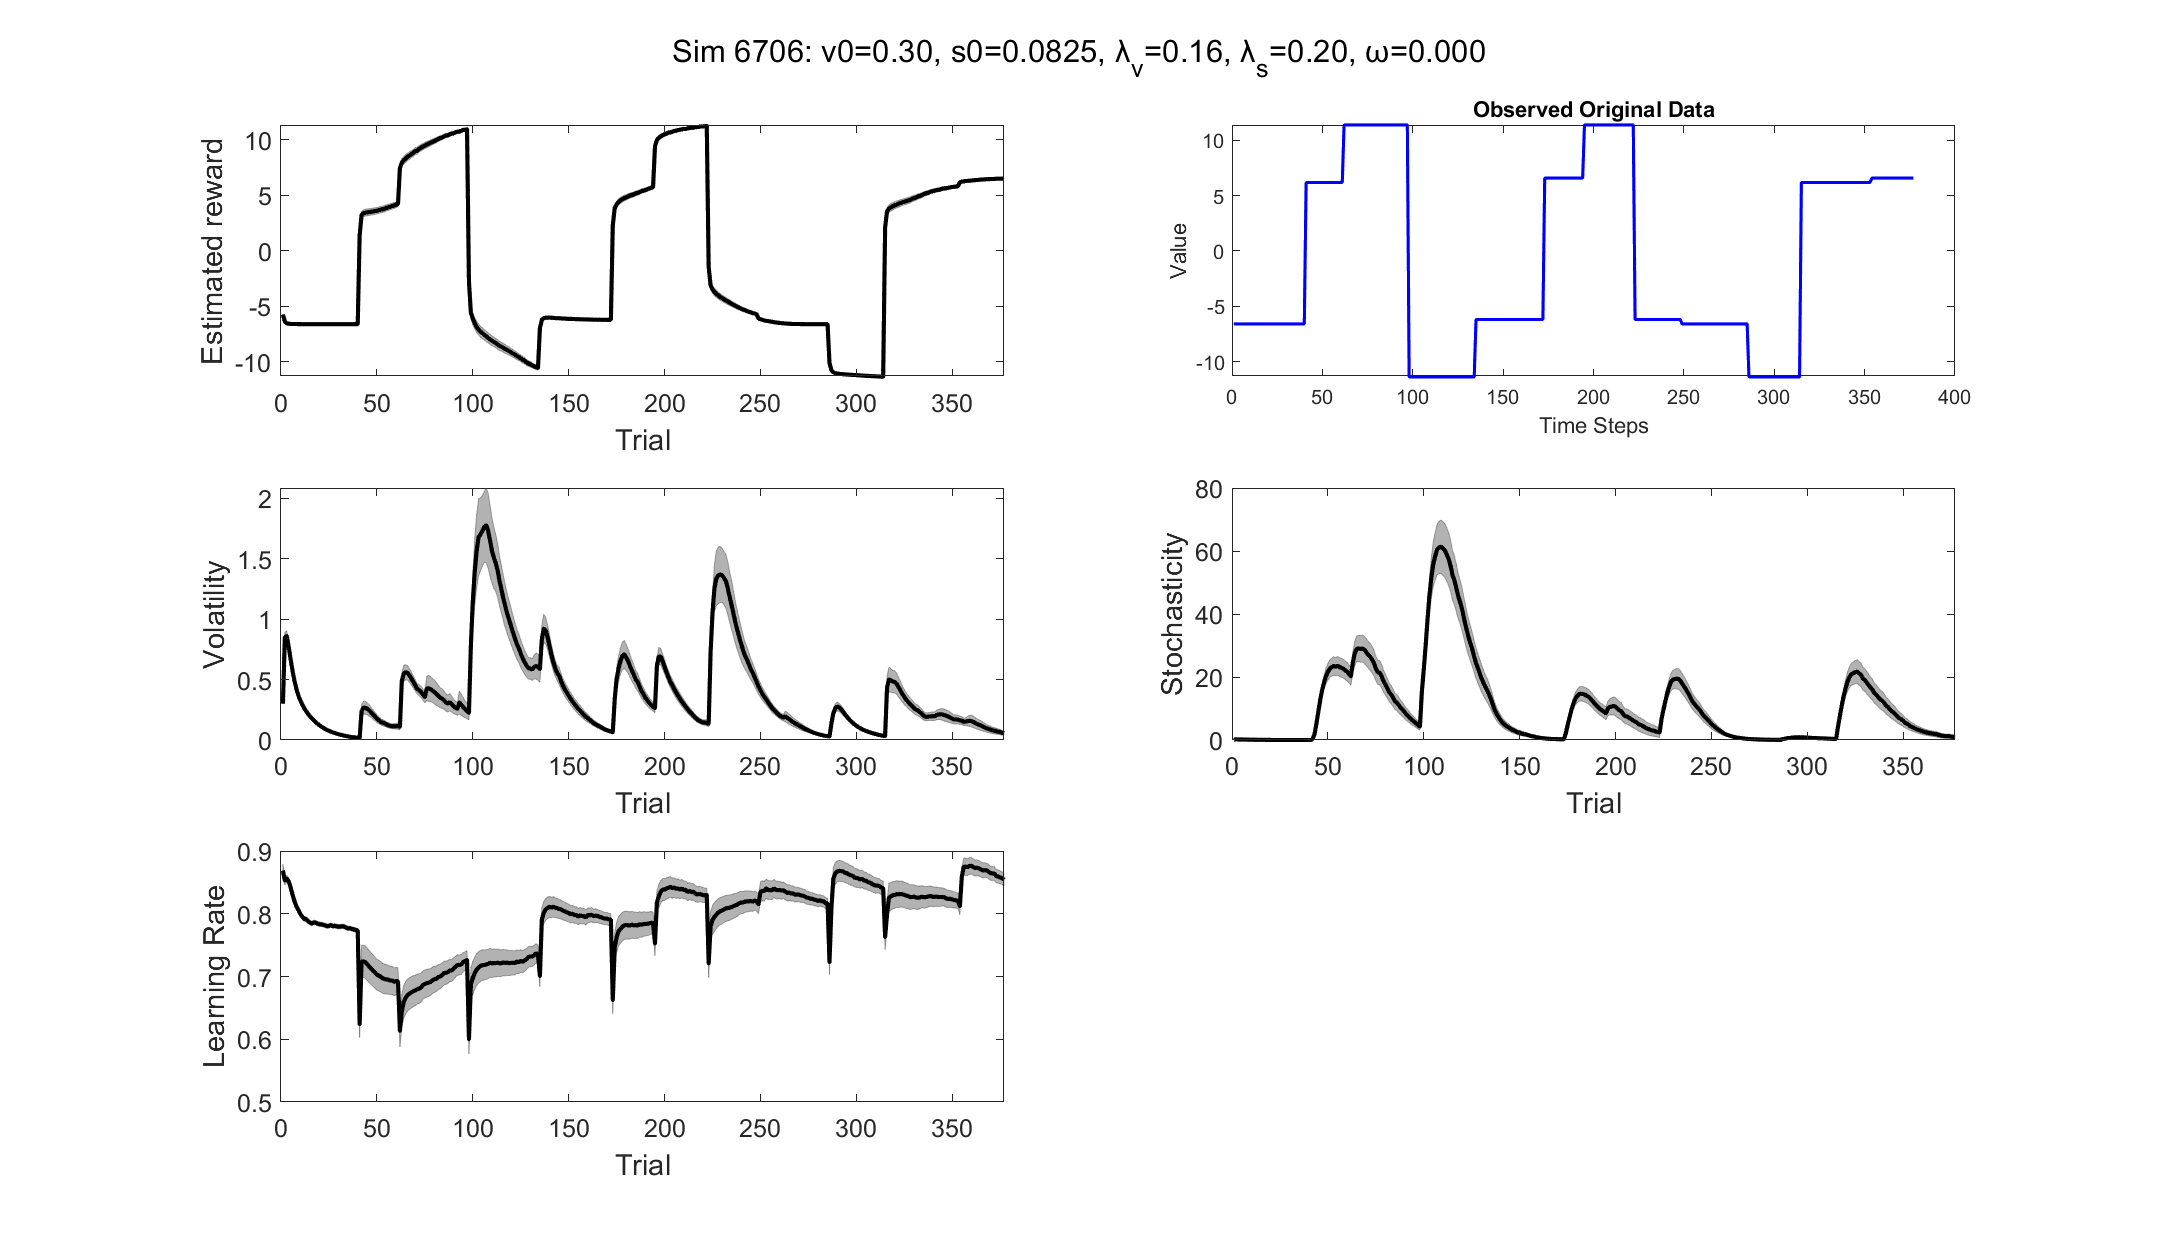 Sim 6706: v0=0.30, s0=0.0825, λv=0.16, λs=0.20, ω=0.000
Estimated reward
10
5
0
-5
-10
0 50 100 150 200 250 300 350
Trial
Observed Original Data
Value
10
5
0
-5
-10
0 50 100 150 200 250 300 350 400
Time Steps
Volatility
2
1.5
1
0.5
0
0 50 100 150 200 250 300 350
Trial
Stochasticity
80
60
40
20
0
0 50 100 150 200 250 300 350
Trial
Learning Rate
0.9
0.8
0.7
0.6
0.5
0 50 100 150 200 250 300 350
Trial